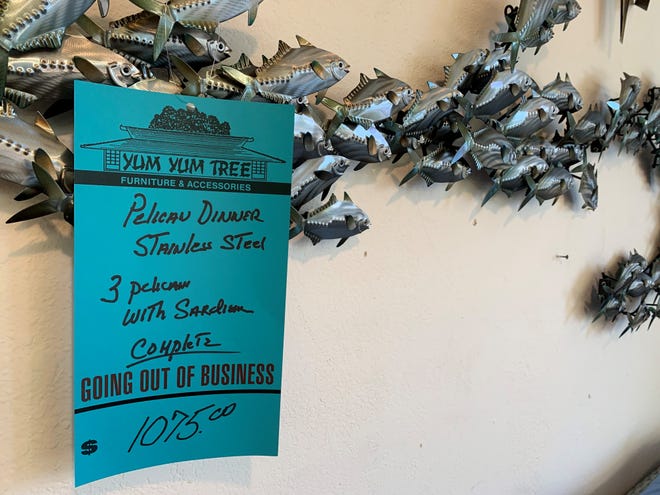 YUM YUM TREE
FURNITURE & ACCESSORIES
Pelican Dinner
Stainless Steel
3 pelican
with Sardine
Complete
GOING OUT OF BUSINESS
$ 1075.00